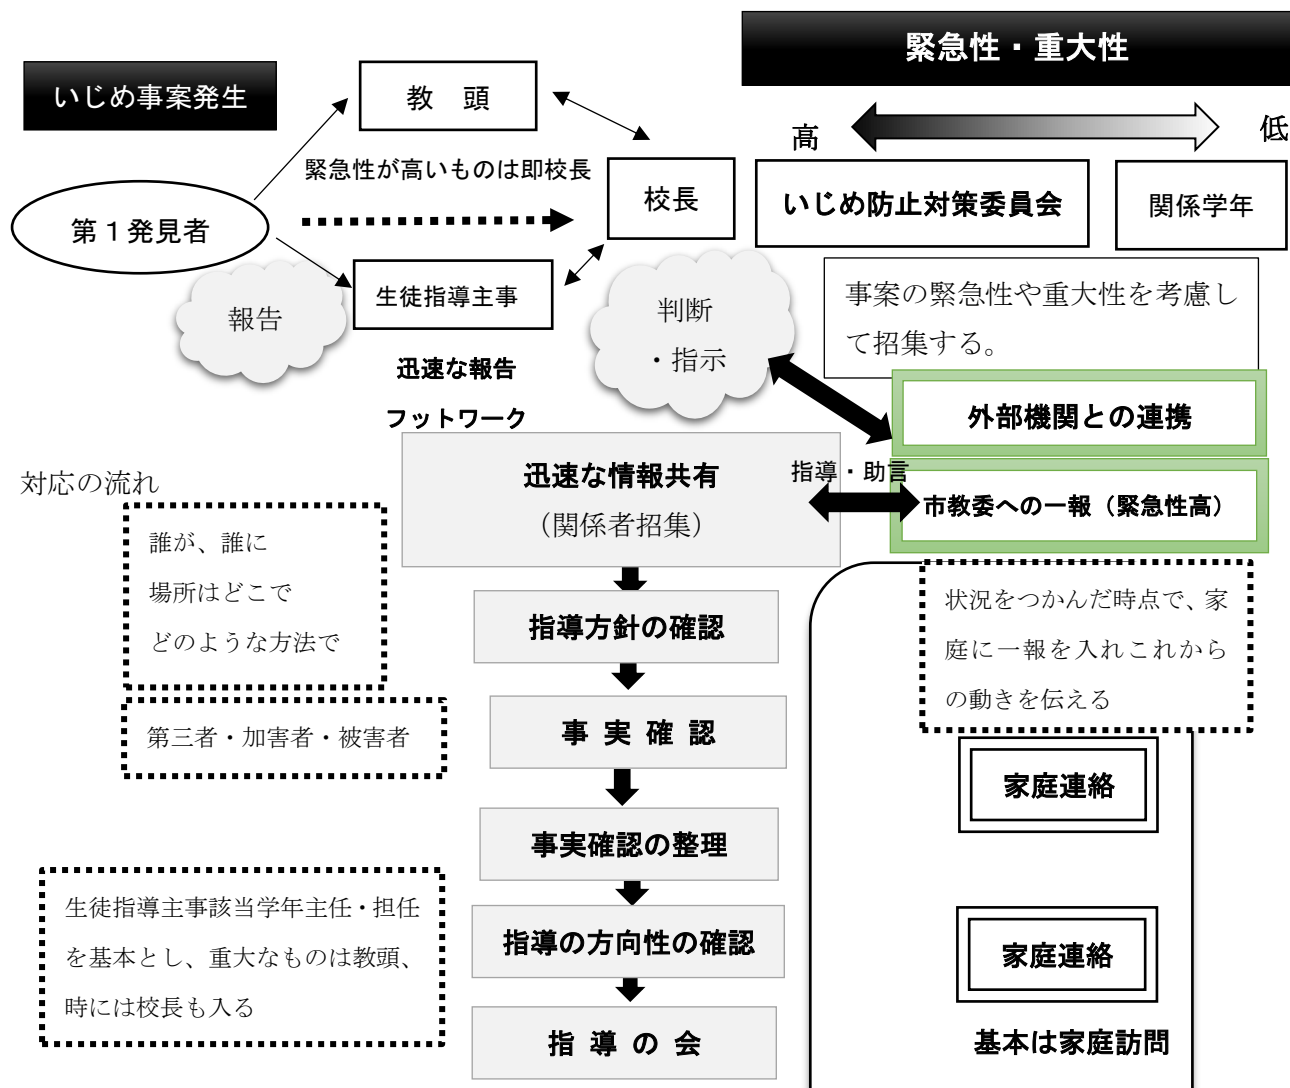 緊急性・重大性
いじめ事案発生
教　頭
高
低
緊急性が高いものは即校長
校長
いじめ防止対策委員会
関係学年
第１発見者
報告
生徒指導主事
判断
・指示
事案の緊急性や重大性を考慮し
て招集する。
迅速な報告
フットワーク
外部機関との連携
迅速な情報共有
（関係者招集）
指導・助言
市教委への一報（緊急性高）
対応の流れ
誰が、誰に
場所はどこで
どのような方法で
指導方針の確認
状況をつかんだ時点で、家
庭に一報を入れこれから
の動きを伝える
第三者・加害者・被害者
事 実 確 認
家庭連絡
事実確認の整理
生徒指導主事該当学年主任・担任
を基本とし、重大なものは教頭、
時には校長も入る
指導の方向性の確認
家庭連絡
指 導 の 会
基本は家庭訪問